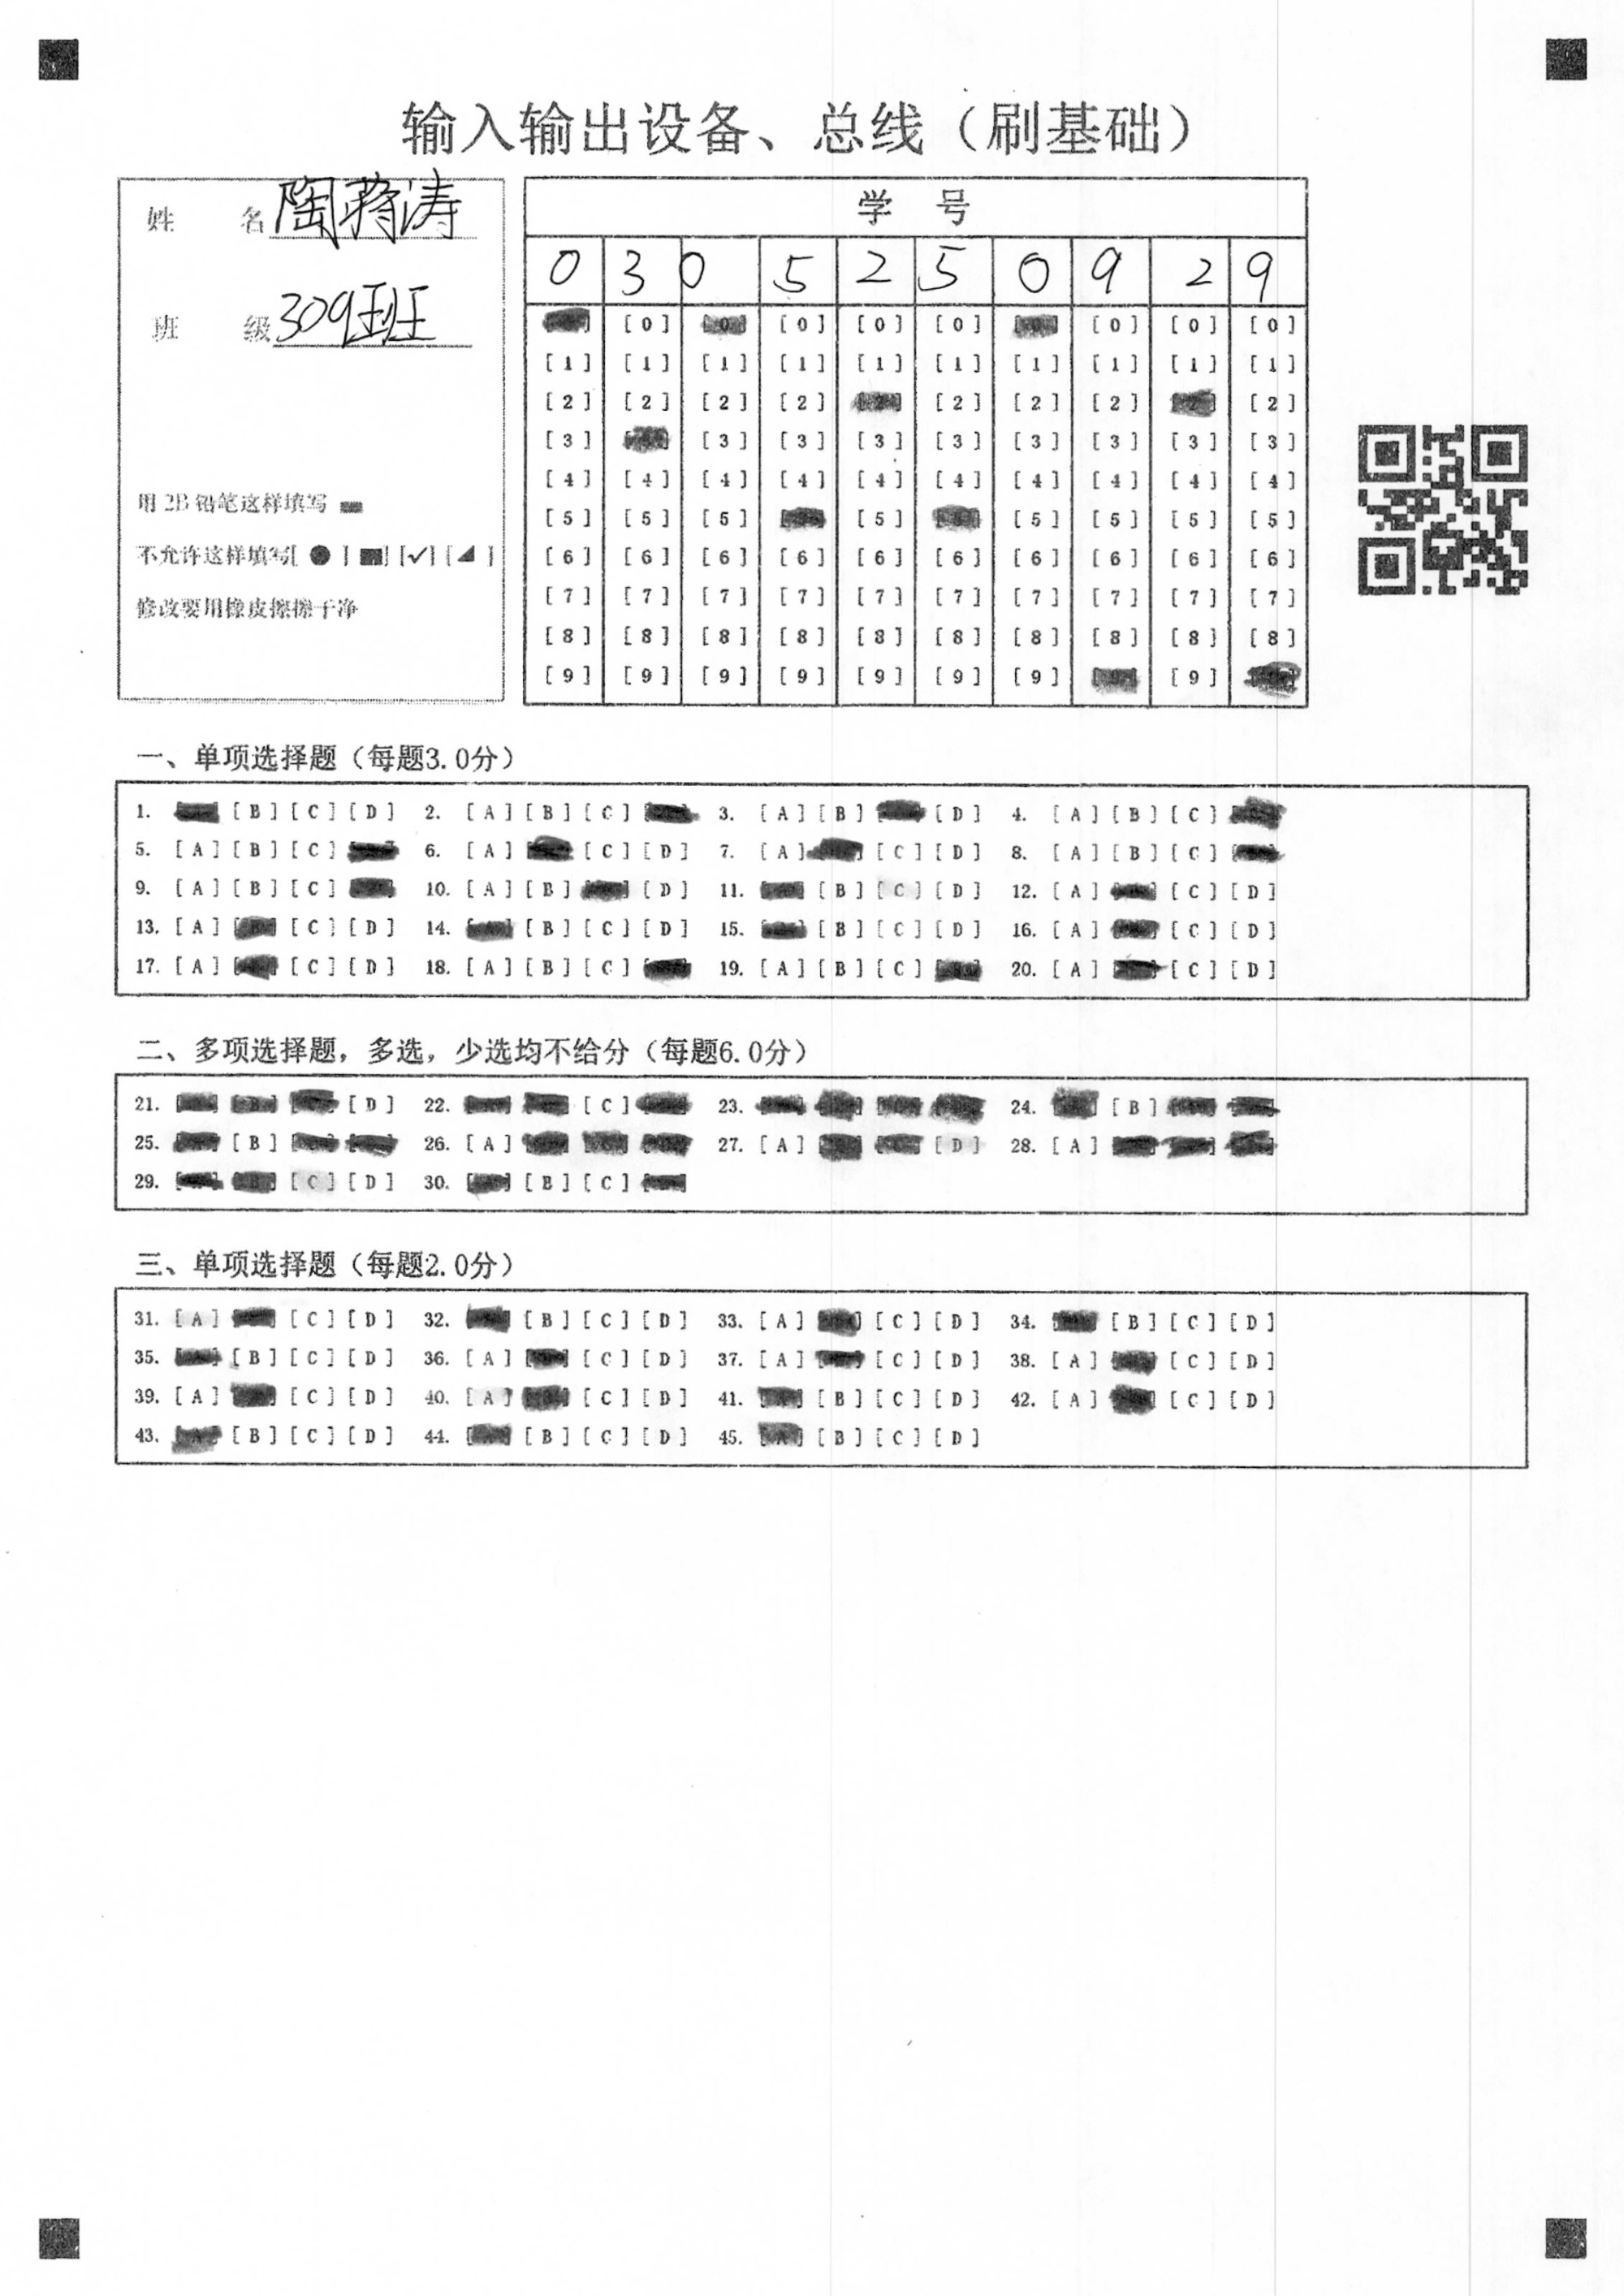 输入输出设备、总线（刷基础）
姓 名 陶蒋涛
班 级 309班
用 2B 铅笔这样填写
不允许这样填写[ ● ] [■] [✓] [◢ ]
修改要用橡皮擦擦干净
学 号
0 3 0 5 2 5 0 9 2 9
[0] [0] [0] [0] [0] [0] [0]
[1] [1] [1] [1] [1] [1] [1] [1] [1] [1]
[2] [2] [2] [2] [2] [2] [2] [2]
[3] [3] [3] [3] [3] [3] [3] [3] [3]
[4] [4] [4] [4] [4] [4] [4] [4] [4] [4]
[5] [5] [5] [5] [5] [5] [5] [5]
[6] [6] [6] [6] [6] [6] [6] [6] [6] [6]
[7] [7] [7] [7] [7] [7] [7] [7] [7] [7]
[8] [8] [8] [8] [8] [8] [8] [8] [8] [8]
[9] [9] [9] [9] [9] [9] [9] [9]
一、单项选择题（每题3.0分）
1. [B] [C] [D] 2. [A] [B] [C] 3. [A] [B] [D] 4. [A] [B] [C]
5. [A] [B] [C] 6. [A] [C] [D] 7. [A] [C] [D] 8. [A] [B] [C]
9. [A] [B] [C] 10. [A] [B] [D] 11. [B] [C] [D] 12. [A] [C] [D]
13. [A] [C] [D] 14. [B] [C] [D] 15. [B] [C] [D] 16. [A] [C] [D]
17. [A] [C] [D] 18. [A] [B] [C] 19. [A] [B] [C] 20. [A] [C] [D]
二、多项选择题，多选，少选均不给分（每题6.0分）
21. [D] 22. [C] 23. 24. [B]
25. [B] 26. [A] 27. [A] [D] 28. [A]
29. [C] [D] 30. [B] [C]
三、单项选择题（每题2.0分）
31. [A] [C] [D] 32. [B] [C] [D] 33. [A] [C] [D] 34. [B] [C] [D]
35. [B] [C] [D] 36. [A] [C] [D] 37. [A] [C] [D] 38. [A] [C] [D]
39. [A] [C] [D] 40. [A] [C] [D] 41. [B] [C] [D] 42. [A] [C] [D]
43. [B] [C] [D] 44. [B] [C] [D] 45. [B] [C] [D]